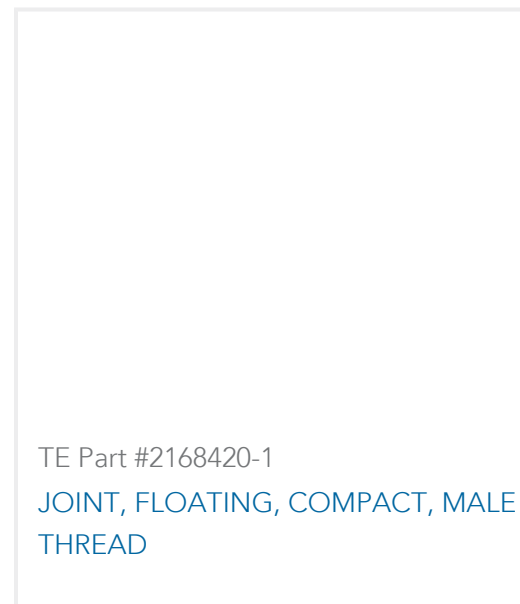 TE Part #2168420-1
JOINT, FLOATING, COMPACT, MALE
THREAD